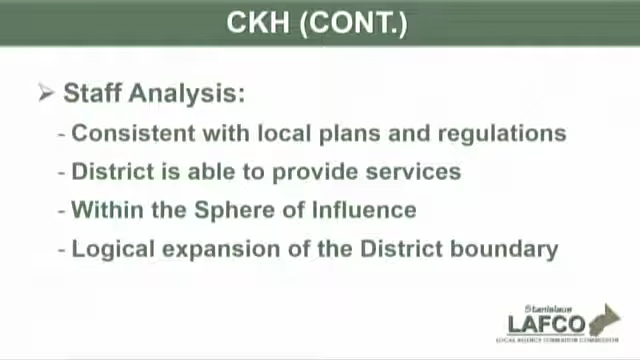 CKH (CONT.)
➤ Staff Analysis:
- Consistent with local plans and regulations
- District is able to provide services
- Within the Sphere of Influence
- Logical expansion of the District boundary
Stanislaus
LAFCO
LOCAL AGENCY FORMATION COMMISSION